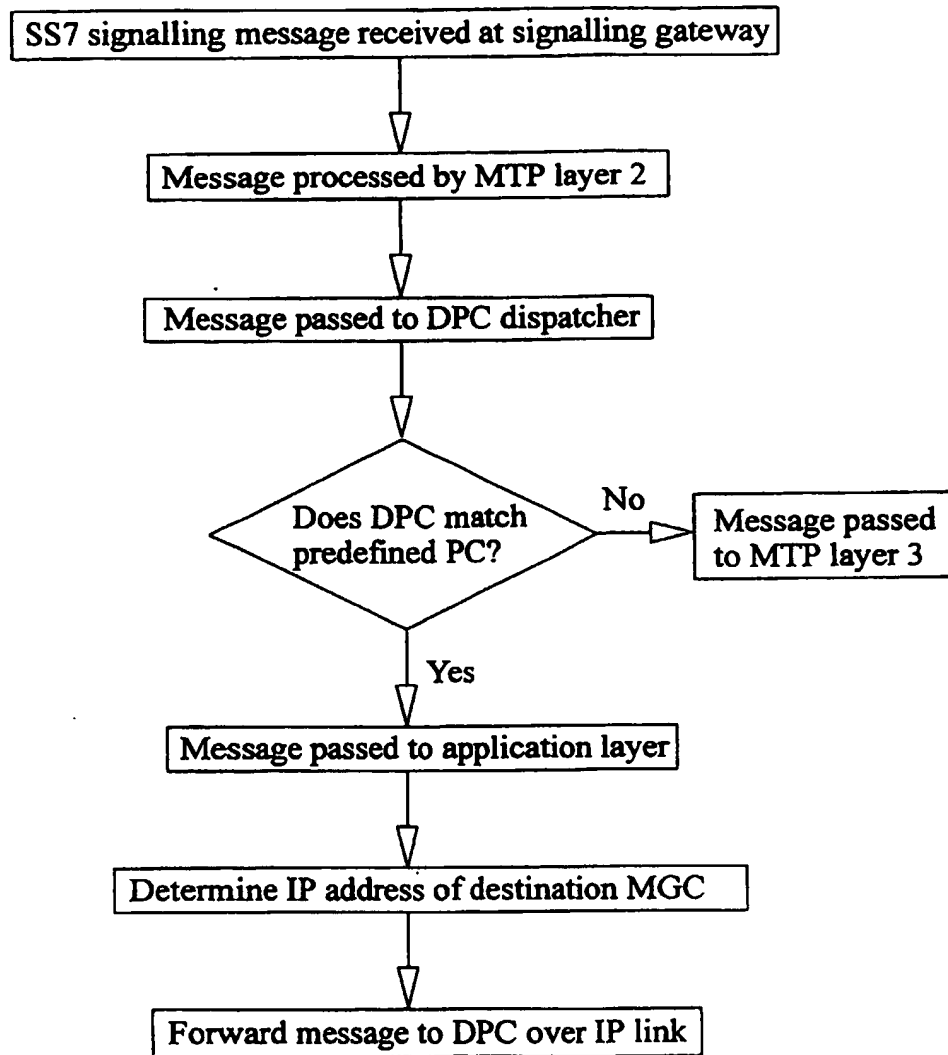 SS7 signalling message received at signalling gateway
Message processed by MTP layer 2
Message passed to DPC dispatcher
Does DPC match
predefined PC?
No
Message passed
to MTP layer 3
Yes
Message passed to application layer
Determine IP address of destination MGC
Forward message to DPC over IP link